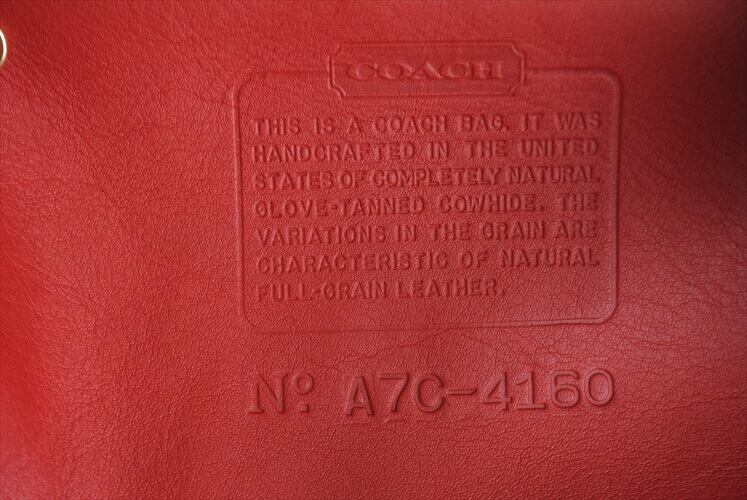 COACH
THIS IS A COACH BAG. IT WAS
HANDCRAFTED IN THE UNITED
STATES OF COMPLETELY NATURAL
GLOVE-TANNED COWHIDE. THE
VARIATIONS IN THE GRAIN ARE
CHARACTERISTIC OF NATURAL
FULL-GRAIN LEATHER.
Nº A7C-4160